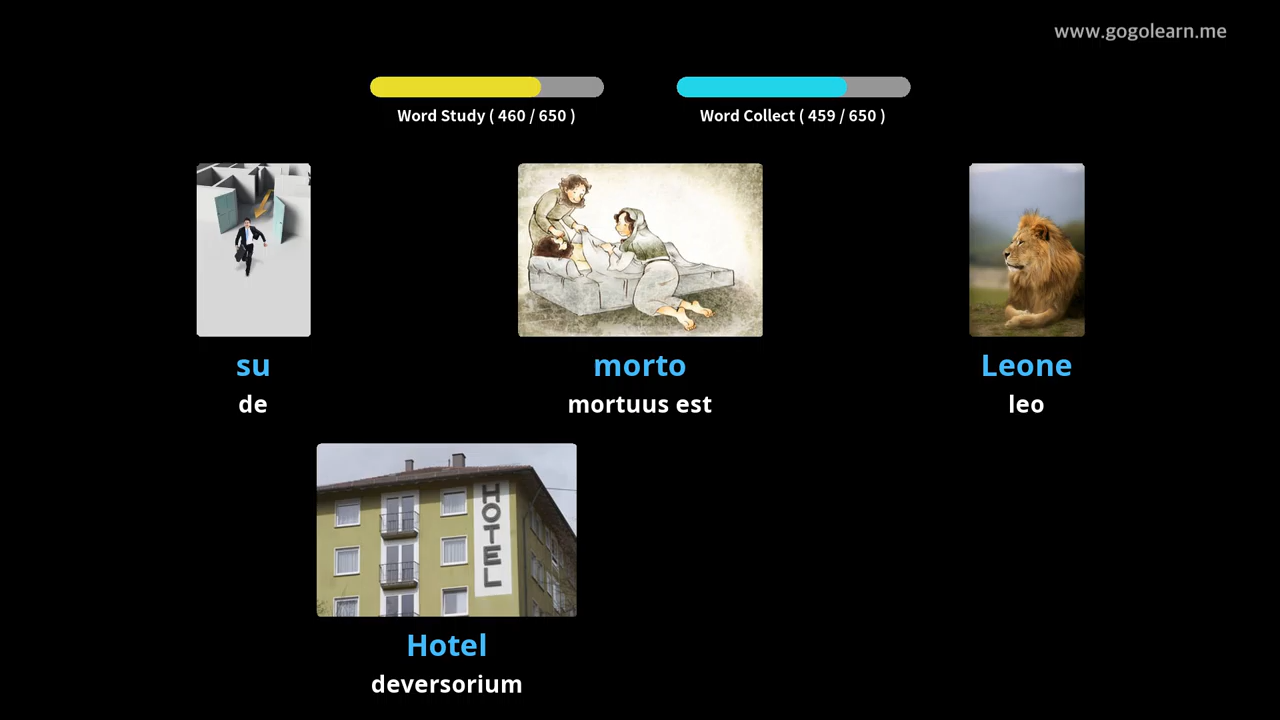 www.gogolearn.me
Word Study ( 460 / 650 )
Word Collect ( 459 / 650 )
su
de
morto
mortuus est
Leone
leo
HOTEL
Hotel
deversorium